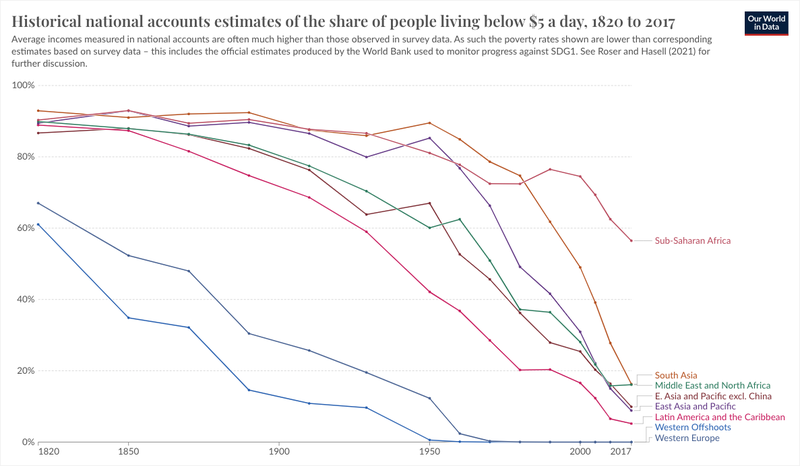 Historical national accounts estimates of the share of people living below $5 a day, 1820 to 2017
Our World
in Data
Average incomes measured in national accounts are often much higher than those observed in survey data. As such the poverty rates shown are lower than corresponding
estimates based on survey data – this includes the official estimates produced by the World Bank used to monitor progress against SDG1. See Roser and Hasell (2021) for
further discussion.
100%
80%
60%
40%
20%
0%
Sub-Saharan Africa
South Asia
Middle East and North Africa
E. Asia and Pacific excl. China
East Asia and Pacific
Latin America and the Caribbean
Western Offshoots
Western Europe
1820
1850
1900
1950
2000
2017